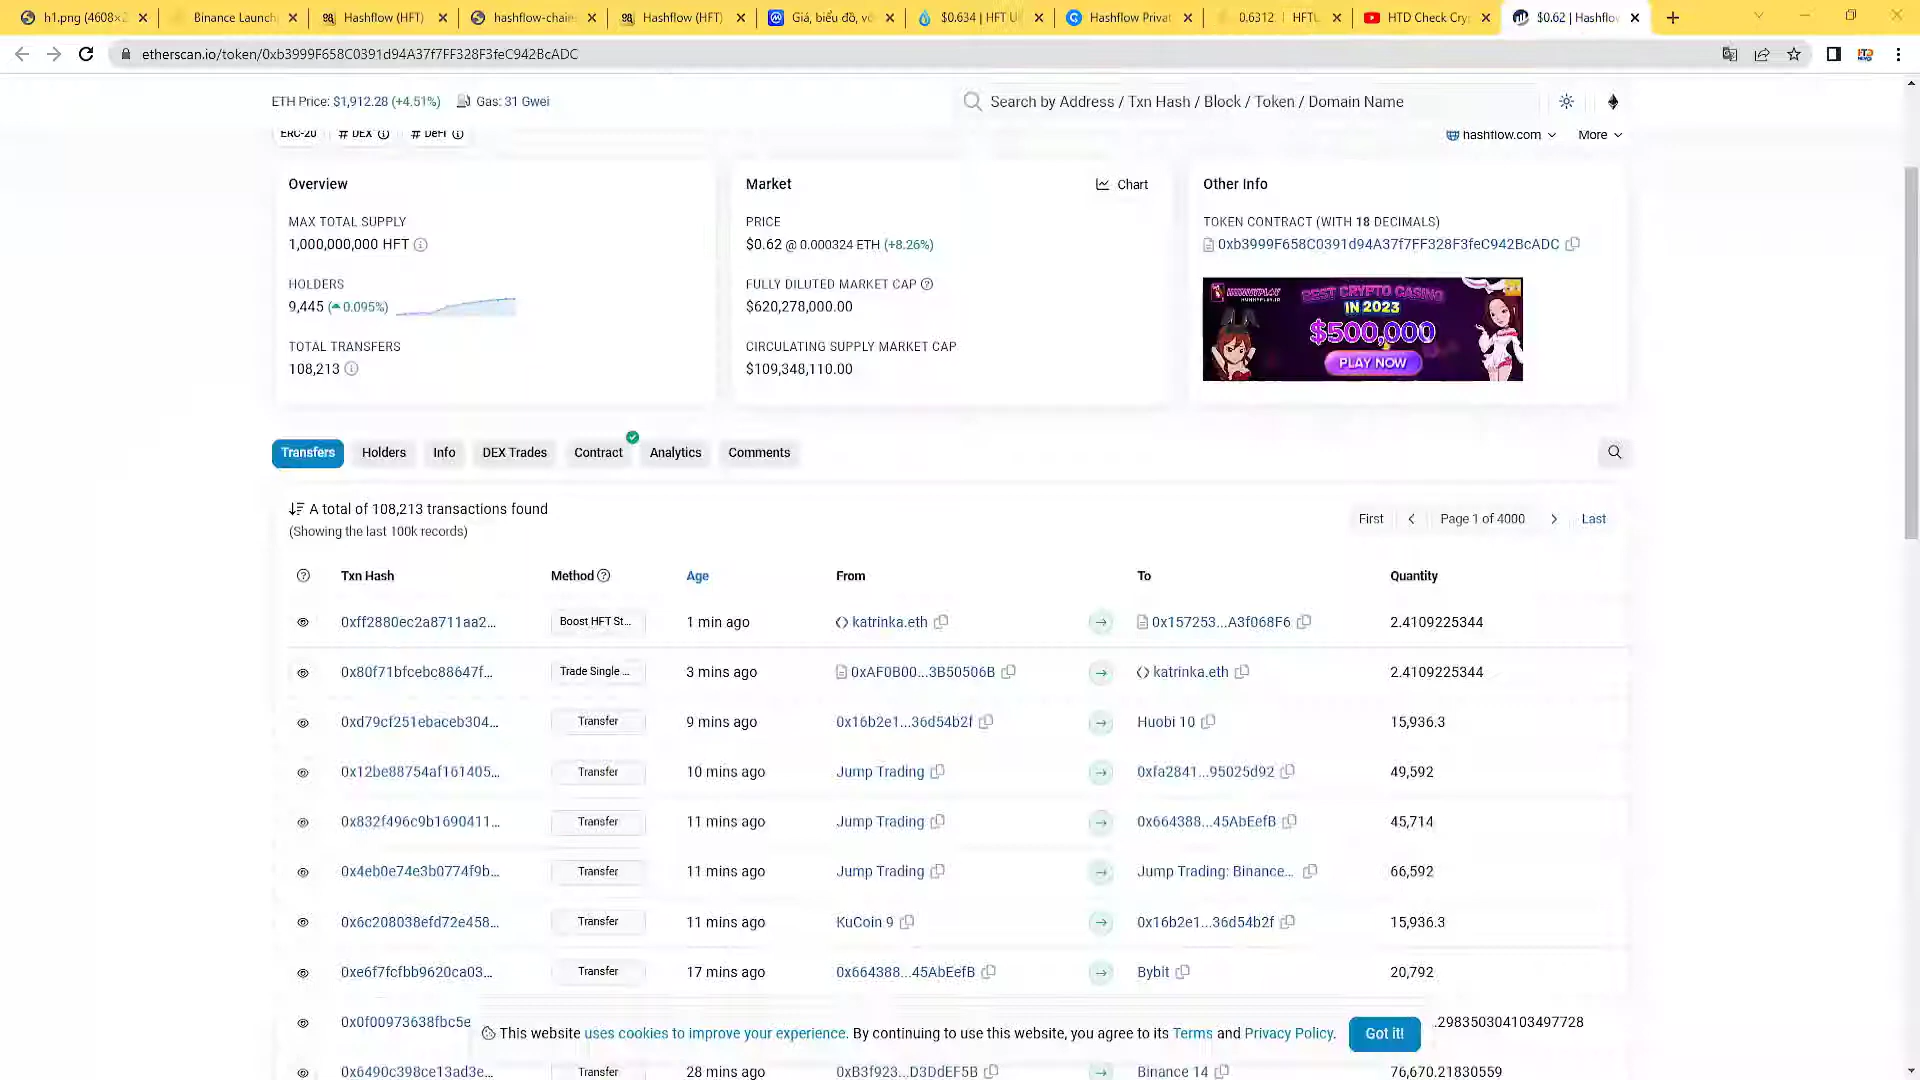 h1.png (4608×2
Binance Launch
Hashflow (HFT)
hashflow-chain
Hashflow (HFT)
Giá, biểu đồ, vố
$0.634 | HFT U
Hashflow Privat
0.6312 | HFTU
HTD Check Cry
$0.62 | Hashflo
etherscan.io/token/0xb3999F658C0391d94A37f7FF328F3feC942BcADC
ETH Price: $1,912.28 (+4.51%) Gas: 31 Gwei
Search by Address / Txn Hash / Block / Token / Domain Name
ERC-20 # DEX # DeFi
hashflow.com More
Overview
MAX TOTAL SUPPLY
1,000,000,000 HFT
HOLDERS
9,445 (0.095%)
TOTAL TRANSFERS
108,213
Market Chart
PRICE
$0.62 @ 0.000324 ETH (+8.26%)
FULLY DILUTED MARKET CAP
$620,278,000.00
CIRCULATING SUPPLY MARKET CAP
$109,348,110.00
Other Info
TOKEN CONTRACT (WITH 18 DECIMALS)
0xb3999F658C0391d94A37f7FF328F3feC942BcADC
HUNNYPLAY
HUNNYPLAY.IO
BEST CRYPTO CASINO
IN 2023
$500,000
PLAY NOW
Transfers Holders Info DEX Trades Contract Analytics Comments
A total of 108,213 transactions found
(Showing the last 100k records)
First Page 1 of 4000 Last
Txn Hash Method Age From To Quantity
0xff2880ec2a8711aa2... Boost HFT St... 1 min ago katrinka.eth 0x157253...A3f068F6 2.4109225344
0x80f71bfcebc88647f... Trade Single ... 3 mins ago 0xAF0B00...3B50506B katrinka.eth 2.4109225344
0xd79cf251ebaceb304... Transfer 9 mins ago 0x16b2e1...36d54b2f Huobi 10 15,936.3
0x12be88754af161405... Transfer 10 mins ago Jump Trading 0xfa2841...95025d92 49,592
0x832f496c9b1690411... Transfer 11 mins ago Jump Trading 0x664388...45AbEefB 45,714
0x4eb0e74e3b0774f9b... Transfer 11 mins ago Jump Trading Jump Trading: Binance... 66,592
0x6c208038efd72e458... Transfer 11 mins ago KuCoin 9 0x16b2e1...36d54b2f 15,936.3
0xe6f7fcfbb9620ca03... Transfer 17 mins ago 0x664388...45AbEefB Bybit 20,792
0x0f00973638fbc5e .298350304103497728
This website uses cookies to improve your experience. By continuing to use this website, you agree to its Terms and Privacy Policy. Got it!
0x6490c398ce13ad3e... Transfer 28 mins ago 0xB3f923...D3DdEF5B Binance 14 76,670.21830559